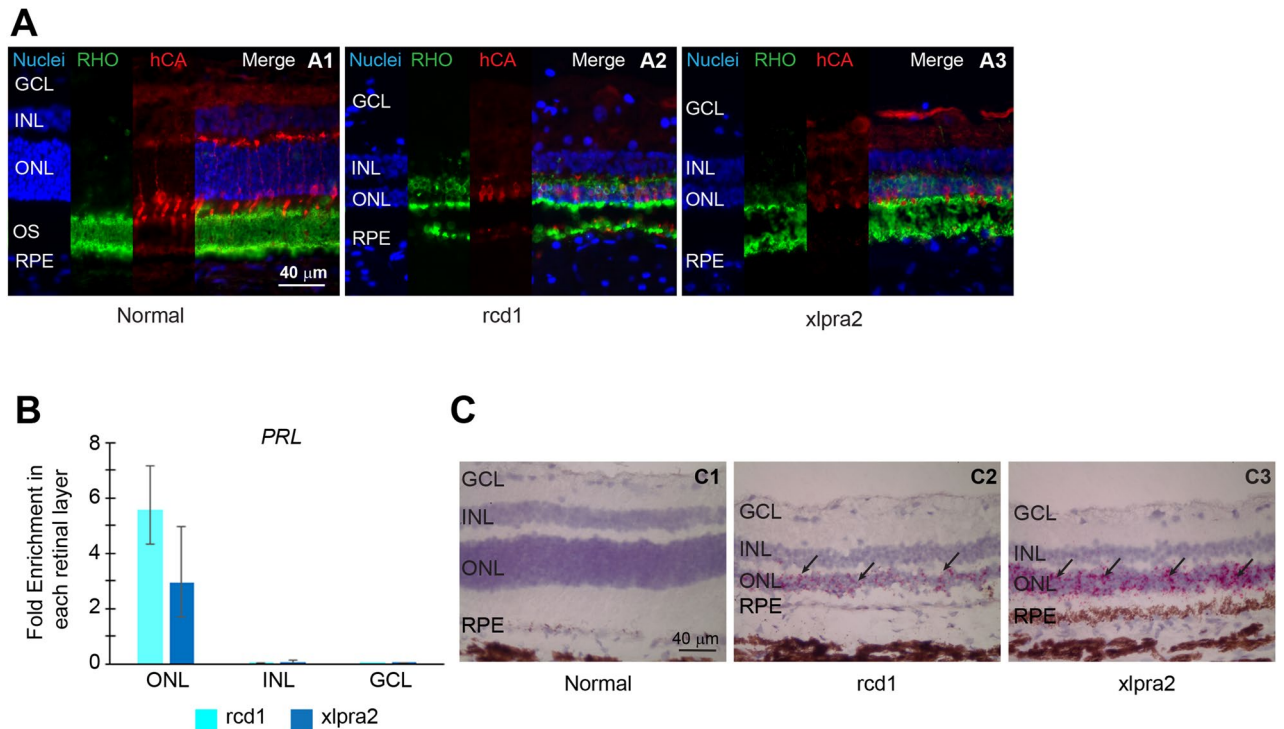 A
Nuclei RHO hCA Merge A1
GCL
INL
ONL
OS
RPE
40 μm
Normal
Nuclei RHO hCA Merge A2
GCL
INL
ONL
RPE
rcd1
Nuclei RHO hCA Merge A3
GCL
INL
ONL
RPE
xlpra2
B
PRL
Fold Enrichment in
each retinal layer
8
6
4
2
0
ONL INL GCL
rcd1 xlpra2
C
C1
GCL
INL
ONL
RPE
40 μm
Normal
C2
GCL
INL
ONL
RPE
rcd1
C3
GCL
INL
ONL
RPE
xlpra2